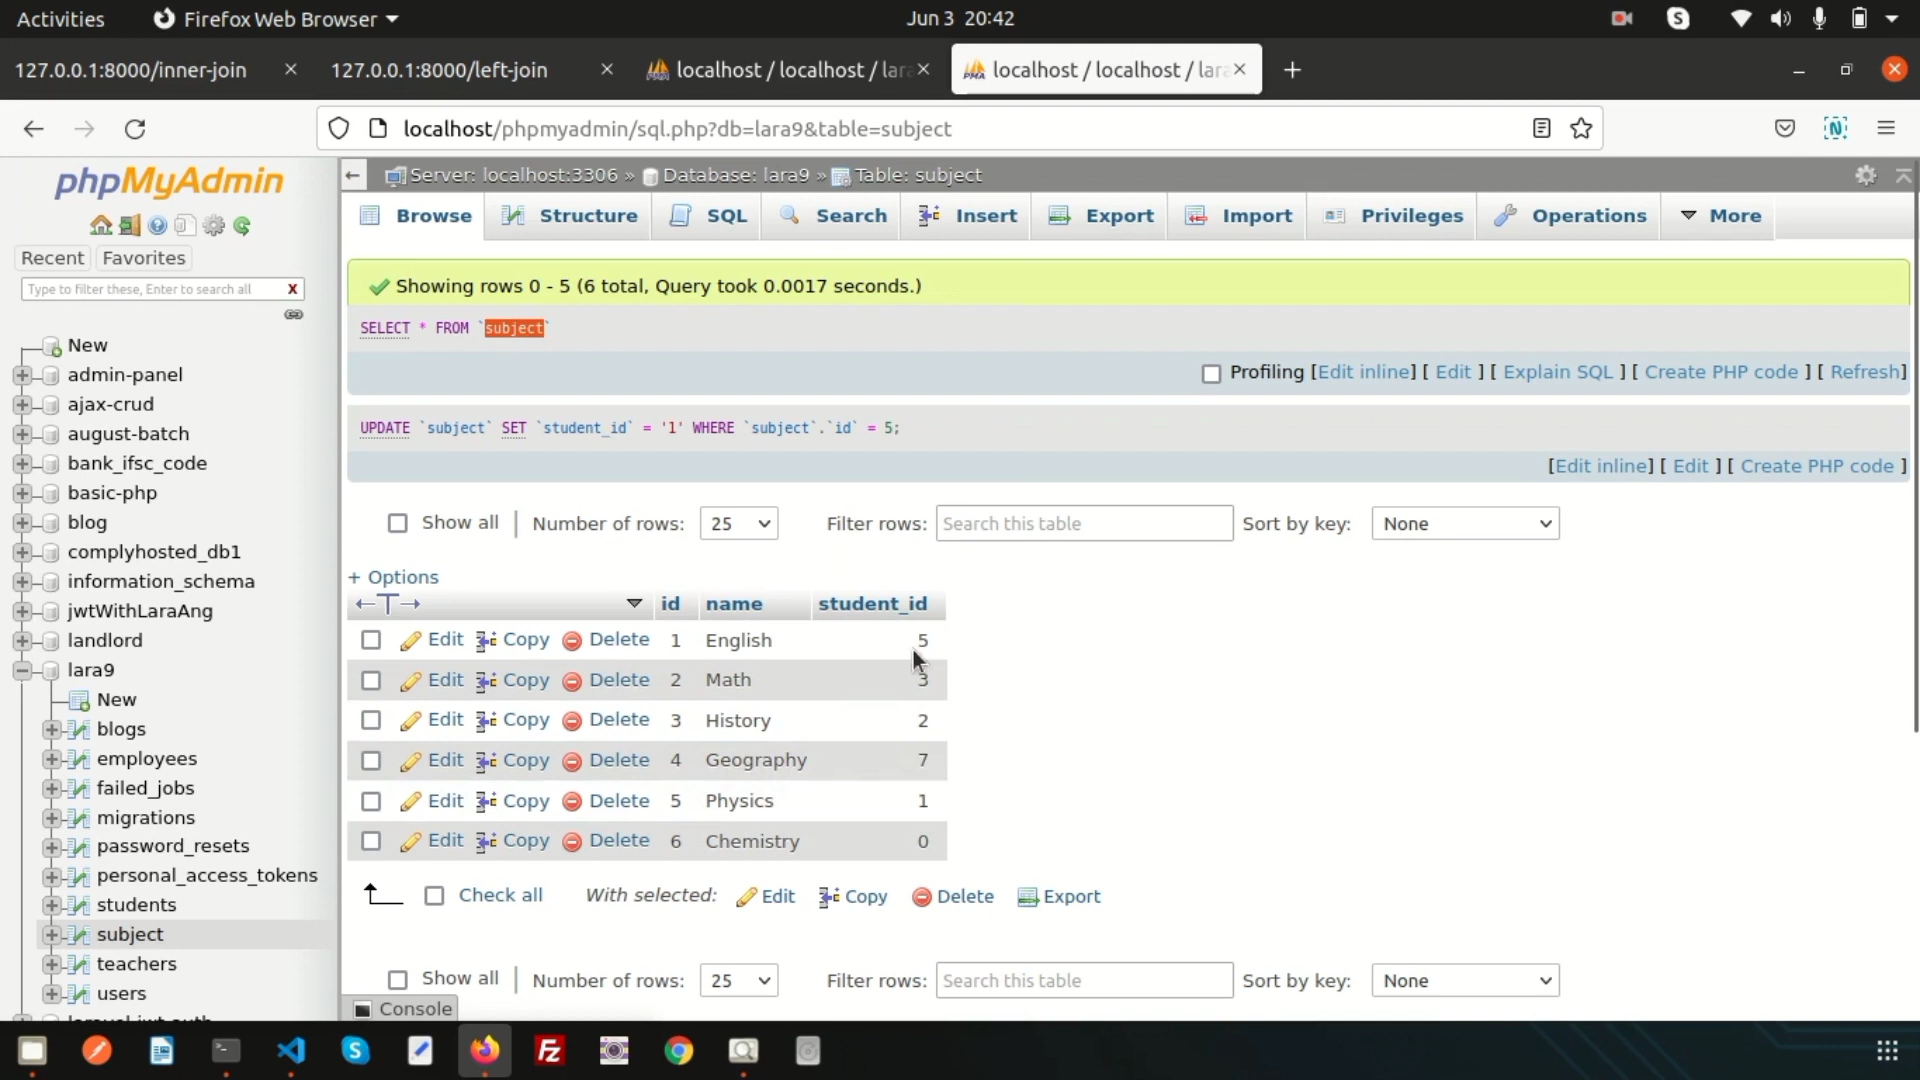 Activities
Firefox Web Browser
Jun 3 20:42
127.0.0.1:8000/inner-join
127.0.0.1:8000/left-join
localhost / localhost / lar
localhost / localhost / lara
localhost/phpmyadmin/sql.php?db=lara9&table=subject
phpMyAdmin
Recent Favorites
Type to filter these, Enter to search all X
New
admin-panel
ajax-crud
august-batch
bank_ifsc_code
basic-php
blog
complyhosted_db1
information_schema
jwtWithLaraAng
landlord
lara9
New
blogs
employees
failed_jobs
migrations
password_resets
personal_access_tokens
students
subject
teachers
users
Server: localhost:3306 » Database: lara9 » Table: subject
Browse Structure SQL Search Insert Export Import Privileges Operations More
Showing rows 0 - 5 (6 total, Query took 0.0017 seconds.)
SELECT * FROM `subject`
Profiling [Edit inline] [ Edit ] [ Explain SQL ] [ Create PHP code ] [ Refresh]
UPDATE `subject` SET `student_id` = '1' WHERE `subject`.`id` = 5;
[Edit inline] [ Edit ] [ Create PHP code ]
Show all | Number of rows: 25 Filter rows: Search this table Sort by key: None
+ Options
←T→ id name student_id
Edit Copy Delete 1 English 5
Edit Copy Delete 2 Math 3
Edit Copy Delete 3 History 2
Edit Copy Delete 4 Geography 7
Edit Copy Delete 5 Physics 1
Edit Copy Delete 6 Chemistry 0
Check all With selected: Edit Copy Delete Export
Show all | Number of rows: 25 Filter rows: Search this table Sort by key: None
Console